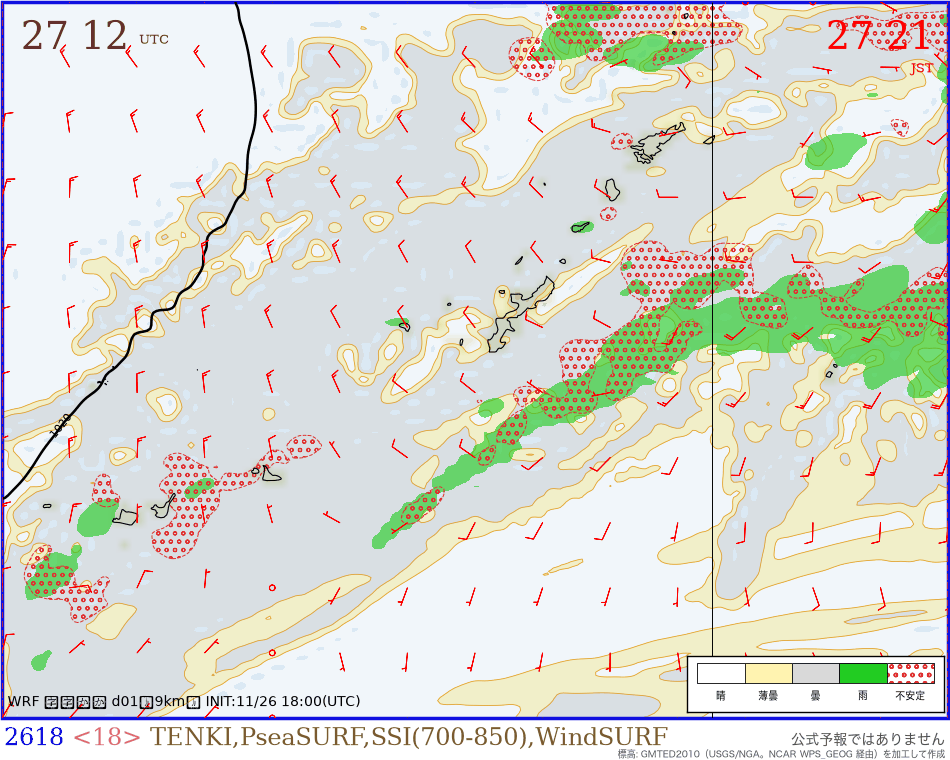 27 12 UTC
27 21
JST
1020
晴 薄曇 曇 雨 不安定
WRF d01 9km INIT:11/26 18:00(UTC)
2618 <18> TENKI,PseaSURF,SSI(700-850),WindSURF
公式予報ではありません
標高: GMTED2010（USGS/NGA。NCAR WPS_GEOG 経由）を加工して作成